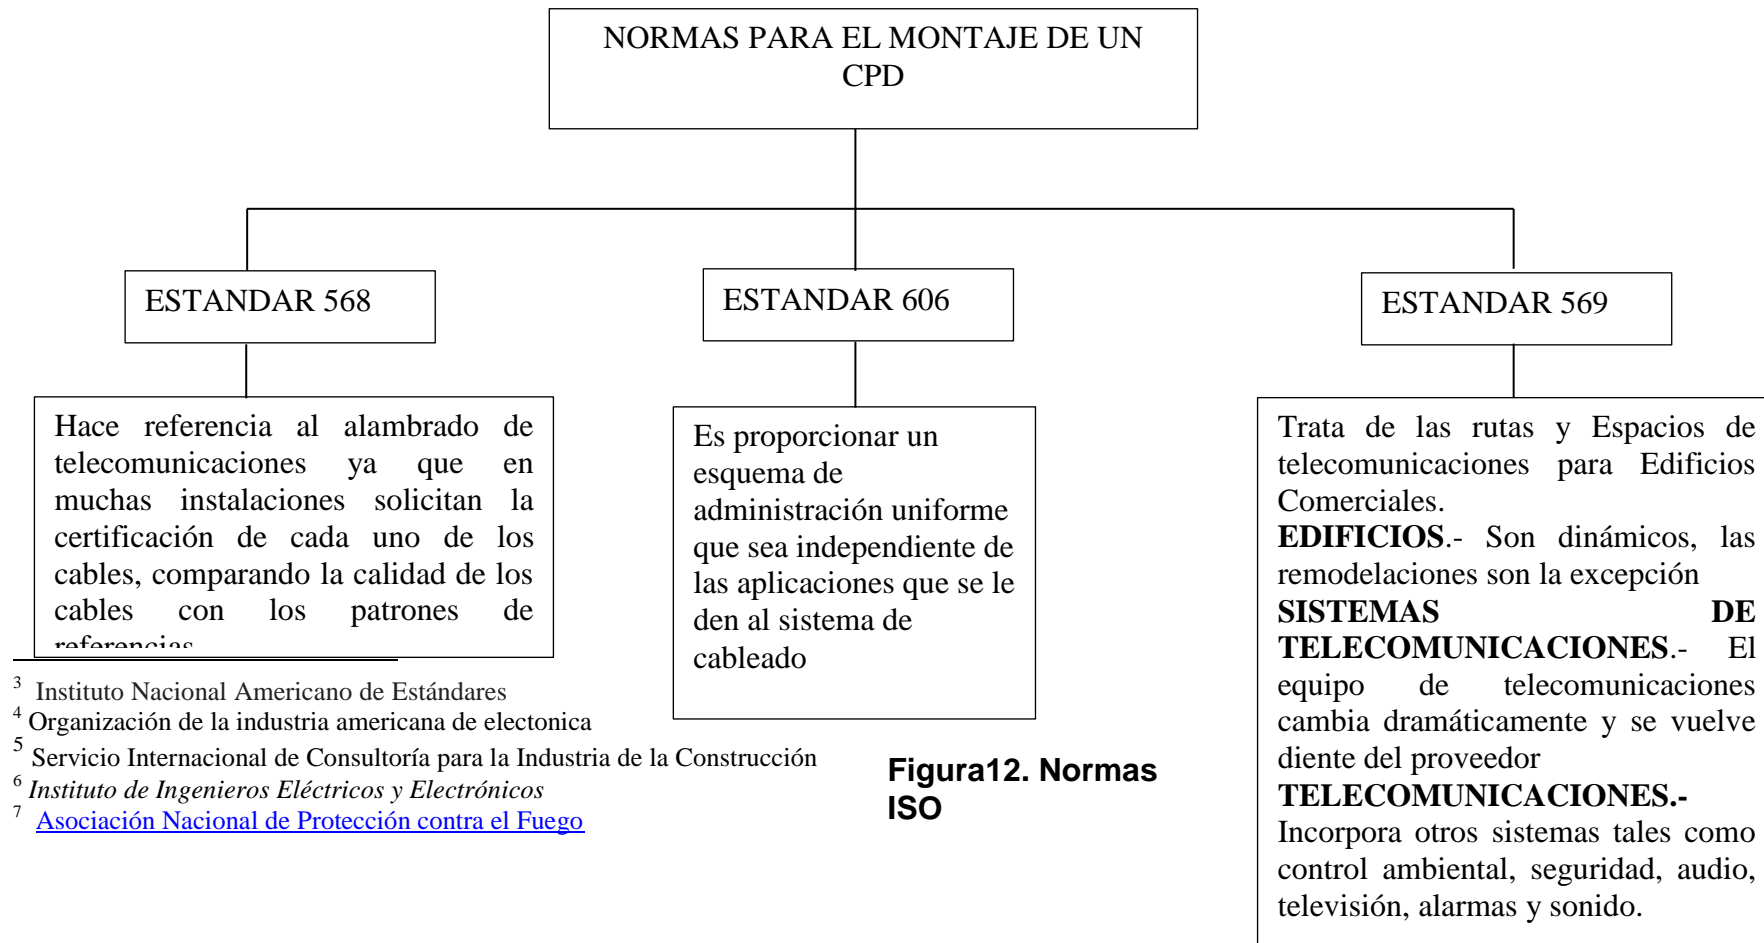 NORMAS PARA EL MONTAJE DE UN
CPD
ESTANDAR 568
ESTANDAR 606
ESTANDAR 569
Hace referencia al alambrado de
telecomunicaciones ya que en
muchas instalaciones solicitan la
certificación de cada uno de los
cables, comparando la calidad de los
cables con los patrones de
referencias
Es proporcionar un
esquema de
administración uniforme
que sea independiente de
las aplicaciones que se le
den al sistema de
cableado
Trata de las rutas y Espacios de
telecomunicaciones para Edificios
Comerciales.
EDIFICIOS.- Son dinámicos, las
remodelaciones son la excepción
SISTEMAS DE
TELECOMUNICACIONES.- El
equipo de telecomunicaciones
cambia dramáticamente y se vuelve
diente del proveedor
TELECOMUNICACIONES.-
Incorpora otros sistemas tales como
control ambiental, seguridad, audio,
televisión, alarmas y sonido.
3 Instituto Nacional Americano de Estándares
4 Organización de la industria americana de electonica
5 Servicio Internacional de Consultoría para la Industria de la Construcción
6 Instituto de Ingenieros Eléctricos y Electrónicos
7 Asociación Nacional de Protección contra el Fuego
Figura12. Normas
ISO